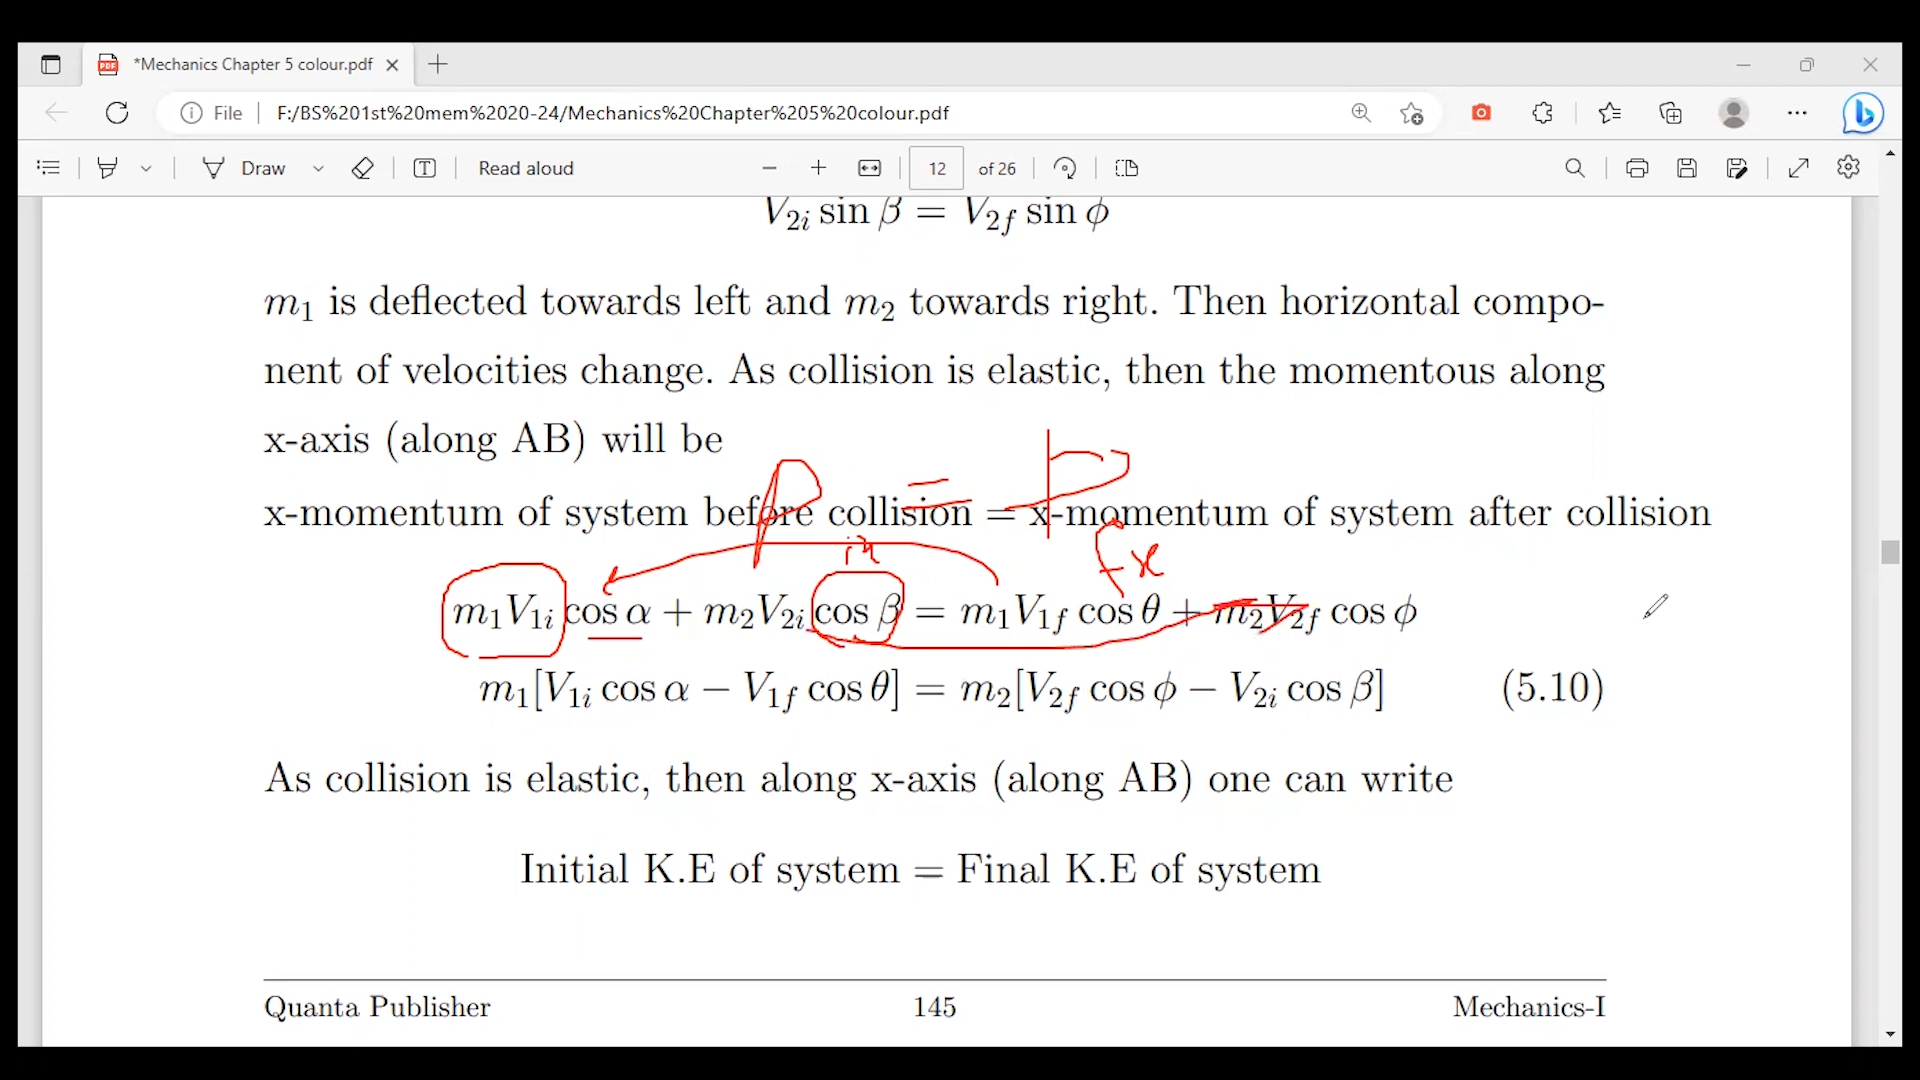 *Mechanics Chapter 5 colour.pdf
File | F:/BS%201st%20mem%2020-24/Mechanics%20Chapter%205%20colour.pdf
Draw Read aloud 12 of 26
V₂ᵢ sin β = V₂f sin ϕ
m₁ is deflected towards left and m₂ towards right. Then horizontal compo-
nent of velocities change. As collision is elastic, then the momentous along
x-axis (along AB) will be
P = P
x-momentum of system before collision = x-momentum of system after collision
ix fx
m₁V₁ᵢ cos α + m₂V₂ᵢ cos β = m₁V₁f cos θ + m₂V₂f cos ϕ
m₁[V₁ᵢ cos α − V₁f cos θ] = m₂[V₂f cos ϕ − V₂ᵢ cos β] (5.10)
As collision is elastic, then along x-axis (along AB) one can write
Initial K.E of system = Final K.E of system
Quanta Publisher 145 Mechanics-I